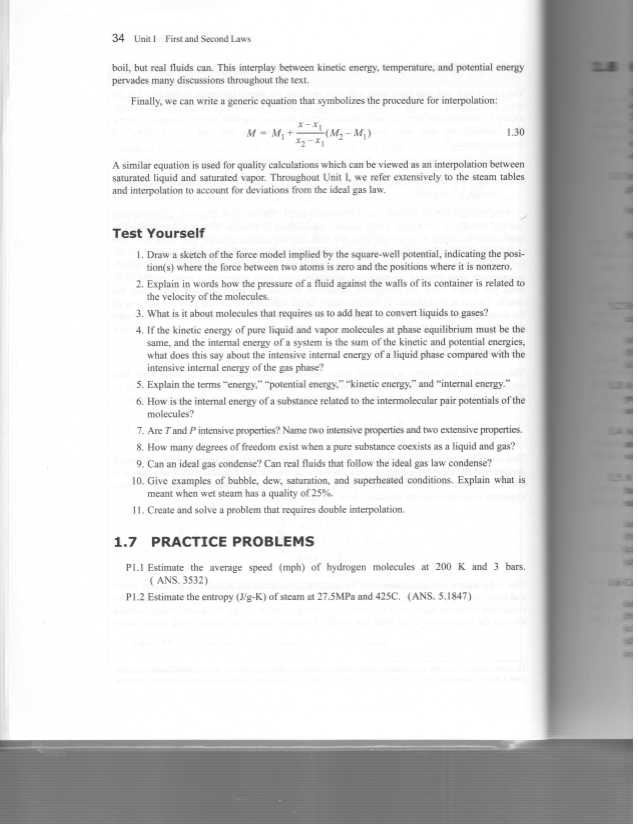 34 Unit I First and Second Laws
boil, but real fluids can. This interplay between kinetic energy, temperature, and potential energy
pervades many discussions throughout the text.
Finally, we can write a generic equation that symbolizes the procedure for interpolation:
M = M₁ + (x – x₁)/(x₂ – x₁) (M₂ – M₁) 1.30
A similar equation is used for quality calculations which can be viewed as an interpolation between
saturated liquid and saturated vapor. Throughout Unit I, we refer extensively to the steam tables
and interpolation to account for deviations from the ideal gas law.
Test Yourself
1. Draw a sketch of the force model implied by the square-well potential, indicating the posi-
tion(s) where the force between two atoms is zero and the positions where it is nonzero.
2. Explain in words how the pressure of a fluid against the walls of its container is related to
the velocity of the molecules.
3. What is it about molecules that requires us to add heat to convert liquids to gases?
4. If the kinetic energy of pure liquid and vapor molecules at phase equilibrium must be the
same, and the internal energy of a system is the sum of the kinetic and potential energies,
what does this say about the intensive internal energy of a liquid phase compared with the
intensive internal energy of the gas phase?
5. Explain the terms “energy,” “potential energy,” “kinetic energy,” and “internal energy.”
6. How is the internal energy of a substance related to the intermolecular pair potentials of the
molecules?
7. Are T and P intensive properties? Name two intensive properties and two extensive properties.
8. How many degrees of freedom exist when a pure substance coexists as a liquid and gas?
9. Can an ideal gas condense? Can real fluids that follow the ideal gas law condense?
10. Give examples of bubble, dew, saturation, and superheated conditions. Explain what is
meant when wet steam has a quality of 25%.
11. Create and solve a problem that requires double interpolation.
1.7 PRACTICE PROBLEMS
P1.1 Estimate the average speed (mph) of hydrogen molecules at 200 K and 3 bars.
( ANS. 3532)
P1.2 Estimate the entropy (J/g-K) of steam at 27.5MPa and 425C. (ANS. 5.1847)